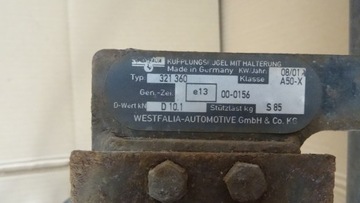 KUPPLUNGSKUGEL MIT HALTERUNG
Made in Germany KW-Jahr: 08/01
Typ 321 360 Klasse A50-X
Gen.-Zei. e13 00-0156
D-Wert kN D 10.1 Stützlast kg S 85
WESTFALIA-AUTOMOTIVE GmbH & Co. KG